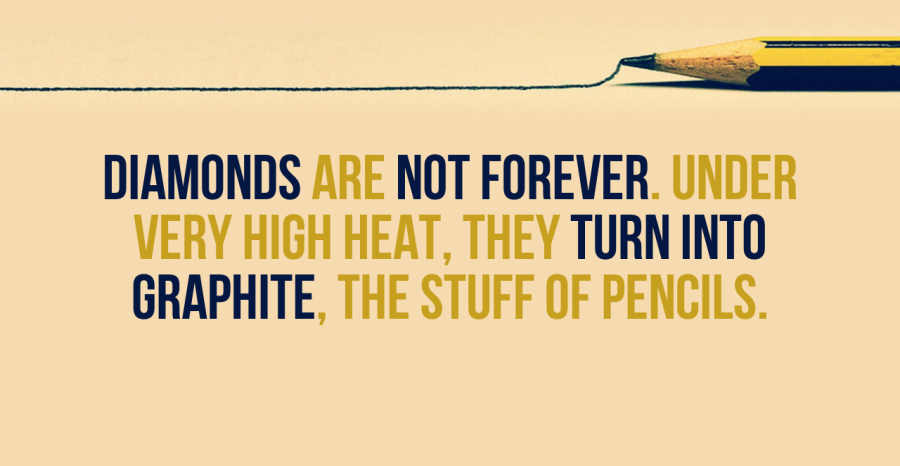 DIAMONDS ARE NOT FOREVER. UNDER
VERY HIGH HEAT, THEY TURN INTO
GRAPHITE, THE STUFF OF PENCILS.